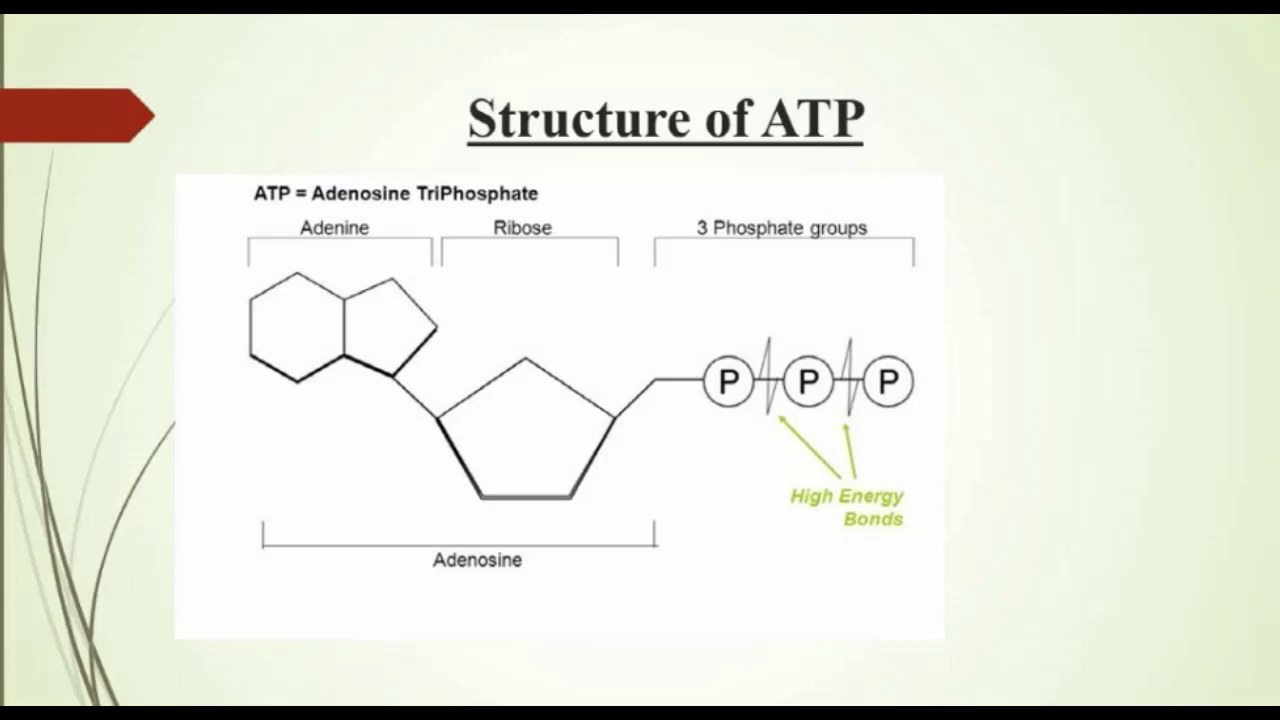 Structure of ATP
ATP = Adenosine TriPhosphate
Adenine
Ribose
3 Phosphate groups
P
P
P
High Energy
Bonds
Adenosine